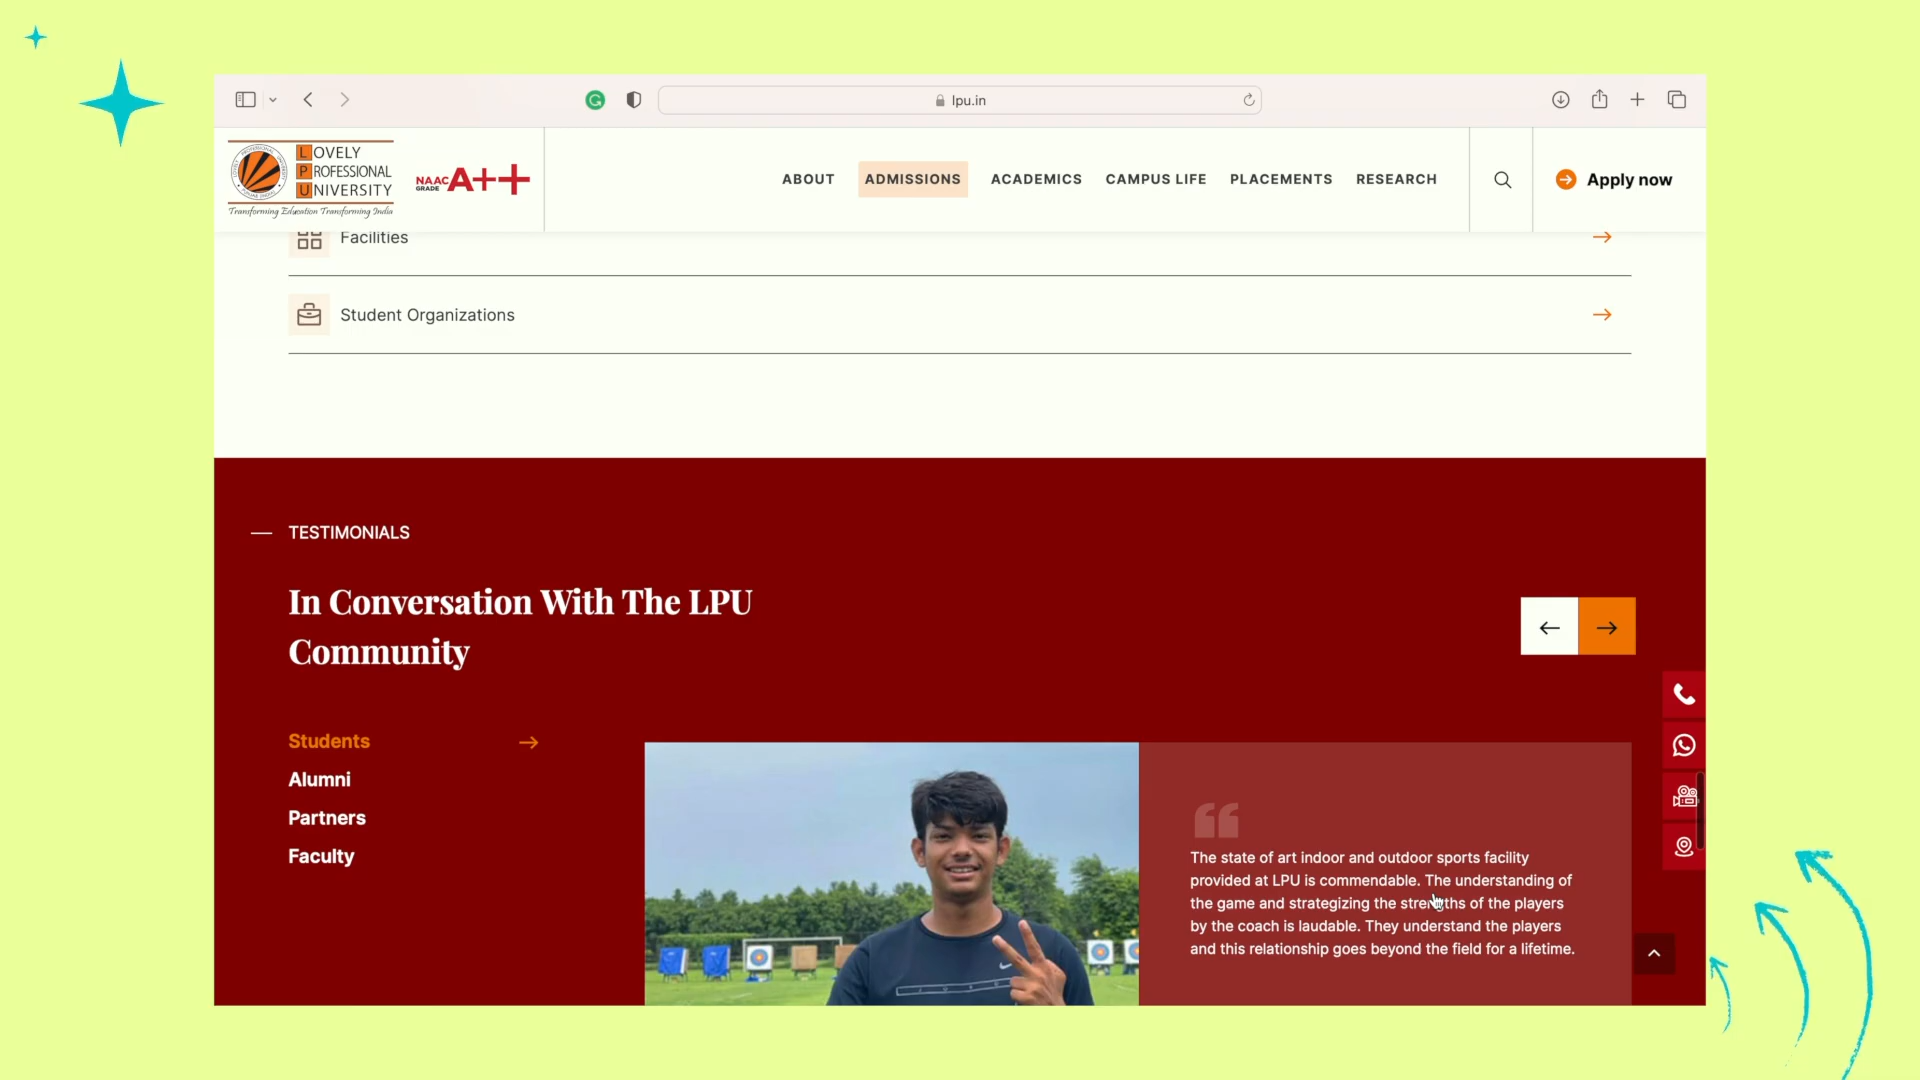 lpu.in
LOVELY
PROFESSIONAL
UNIVERSITY
Transforming Education Transforming India
NAAC
GRADE
A++
ABOUT
ADMISSIONS
ACADEMICS
CAMPUS LIFE
PLACEMENTS
RESEARCH
Apply now
Facilities
Student Organizations
TESTIMONIALS
In Conversation With The LPU
Community
Students
Alumni
Partners
Faculty
The state of art indoor and outdoor sports facility
provided at LPU is commendable. The understanding of
the game and strategizing the strengths of the players
by the coach is laudable. They understand the players
and this relationship goes beyond the field for a lifetime.